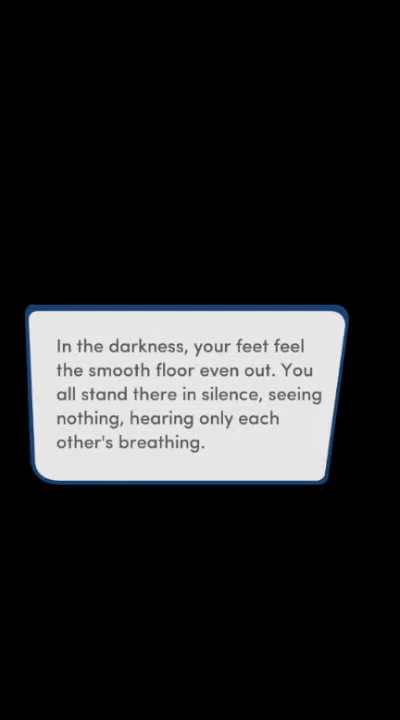 In the darkness, your feet feel
the smooth floor even out. You
all stand there in silence, seeing
nothing, hearing only each
other's breathing.